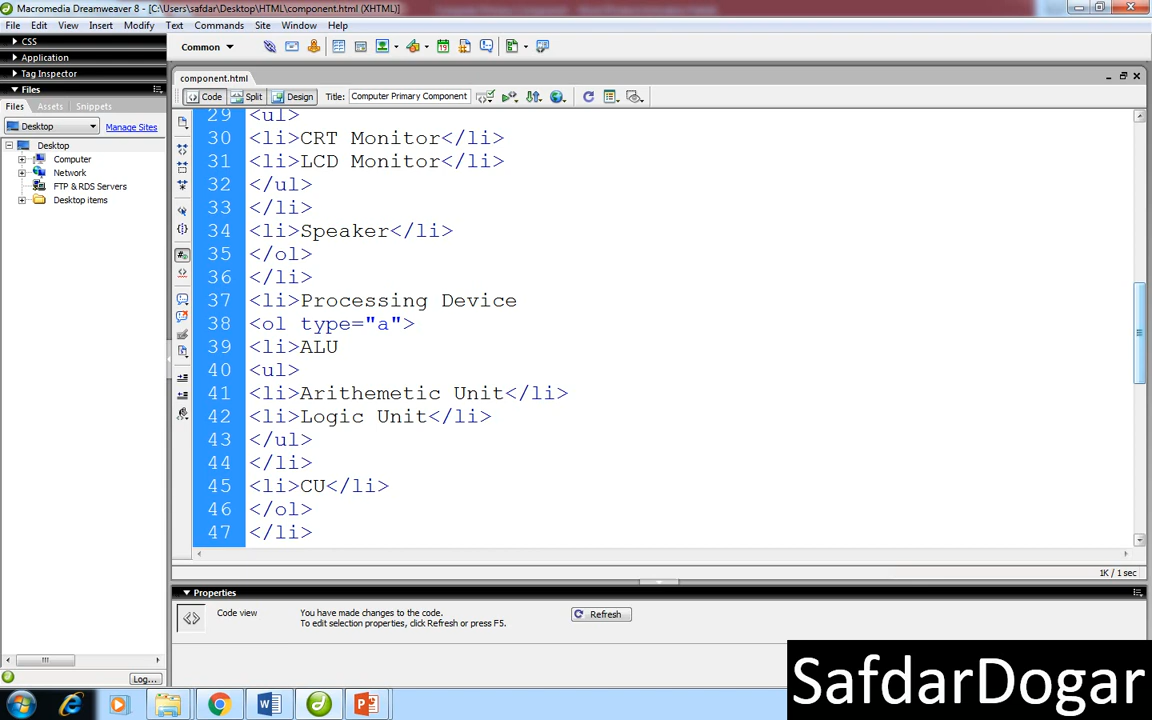 Macromedia Dreamweaver 8 - [C:\Users\safdar\Desktop\HTML\component.html (XHTML)]
File Edit View Insert Modify Text Commands Site Window Help
CSS
Application
Tag Inspector
Files
Files Assets Snippets
Desktop Manage Sites
Desktop
Computer
Network
FTP & RDS Servers
Desktop items
Log...
Common
component.html
Code Split Design Title: Computer Primary Component
29 <ul>
30 <li>CRT Monitor</li>
31 <li>LCD Monitor</li>
32 </ul>
33 </li>
34 <li>Speaker</li>
35 </ol>
36 </li>
37 <li>Processing Device
38 <ol type="a">
39 <li>ALU
40 <ul>
41 <li>Arithemetic Unit</li>
42 <li>Logic Unit</li>
43 </ul>
44 </li>
45 <li>CU</li>
46 </ol>
47 </li>
1K / 1 sec
Properties
Code view You have made changes to the code. Refresh
To edit selection properties, click Refresh or press F5.
SafdarDogar